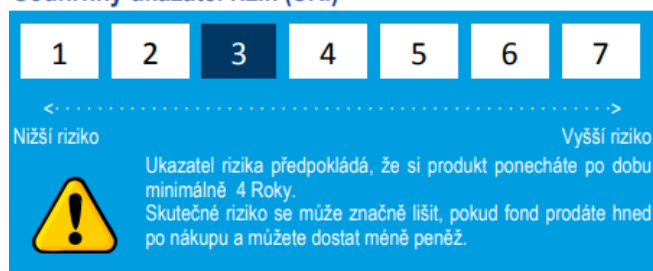 1 2 3 4 5 6 7
Nižší riziko Vyšší riziko
Ukazatel rizika předpokládá, že si produkt ponecháte po dobu
minimálně 4 Roky.
Skutečné riziko se může značně lišit, pokud fond prodáte hned
po nákupu a můžete dostat méně peněž.